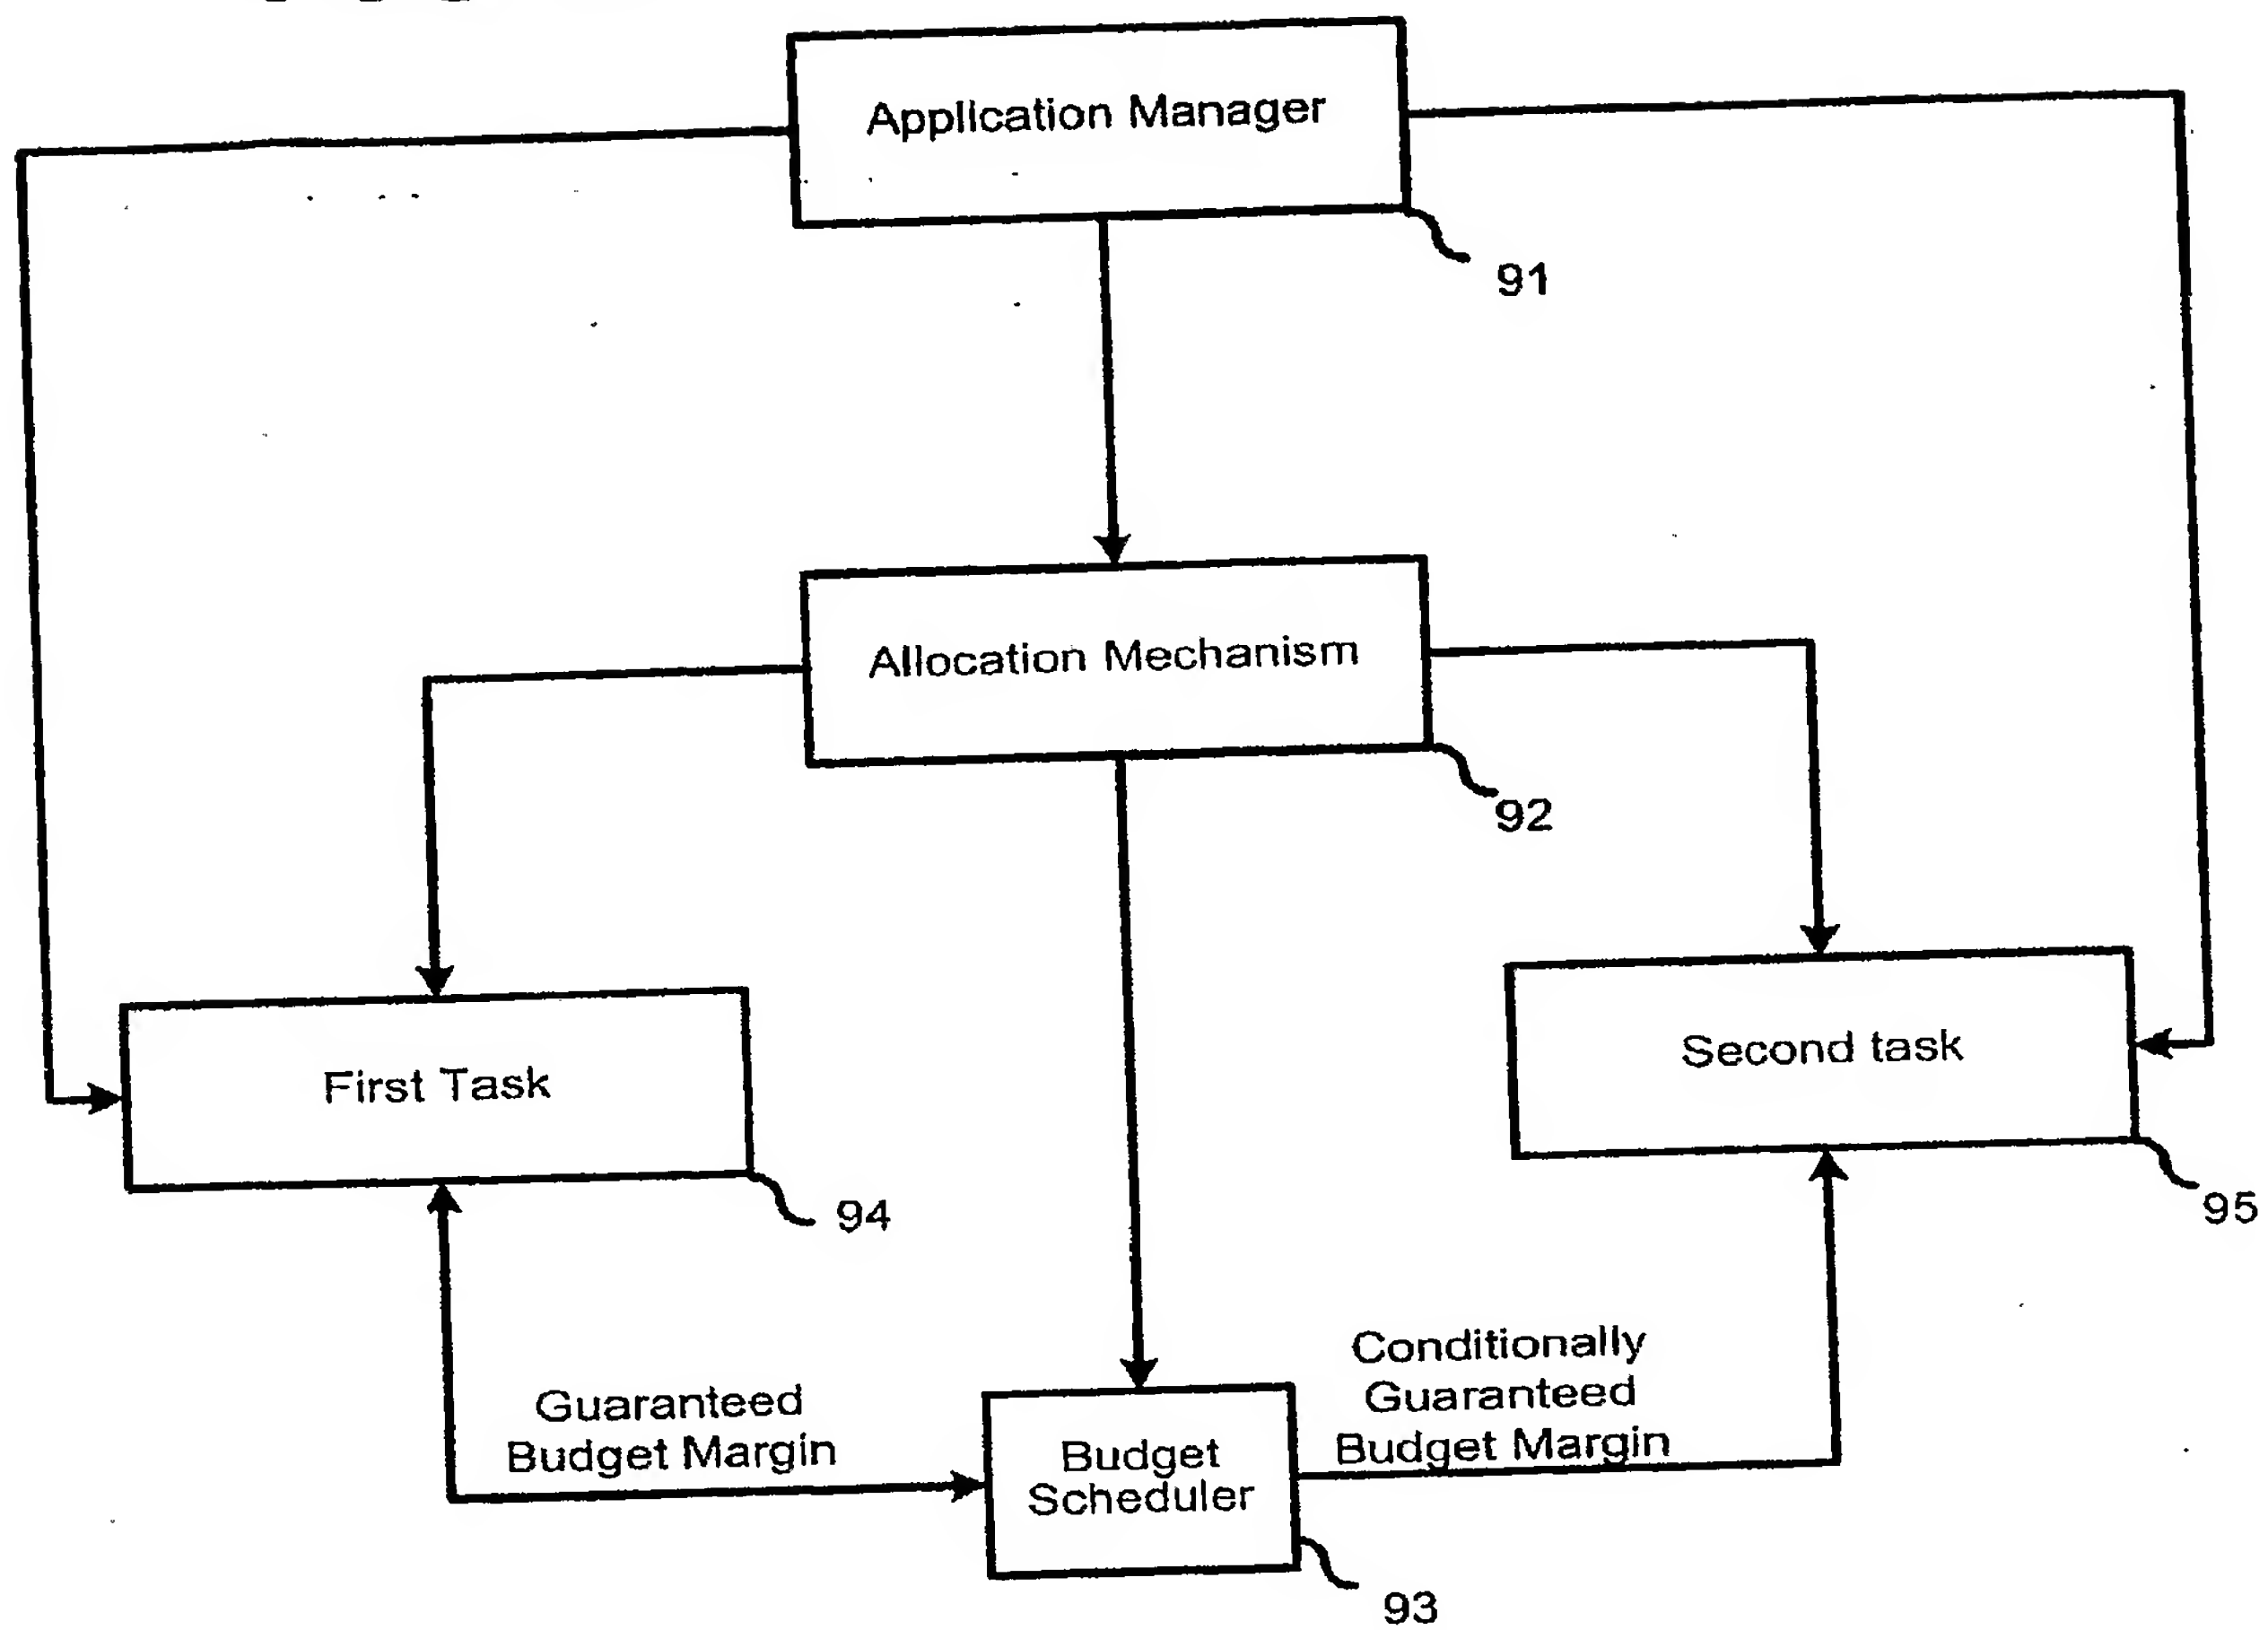 Application Manager
91
Allocation Mechanism
92
First Task
94
Second task
95
Guaranteed
Budget Margin
Budget
Scheduler
93
Conditionally
Guaranteed
Budget Margin